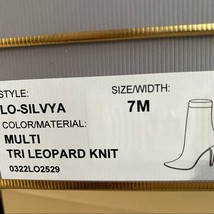 STYLE:
LO-SILVYA
SIZE/WIDTH:
7M
COLOR/MATERIAL:
MULTI
TRI LEOPARD KNIT
0322LO2529